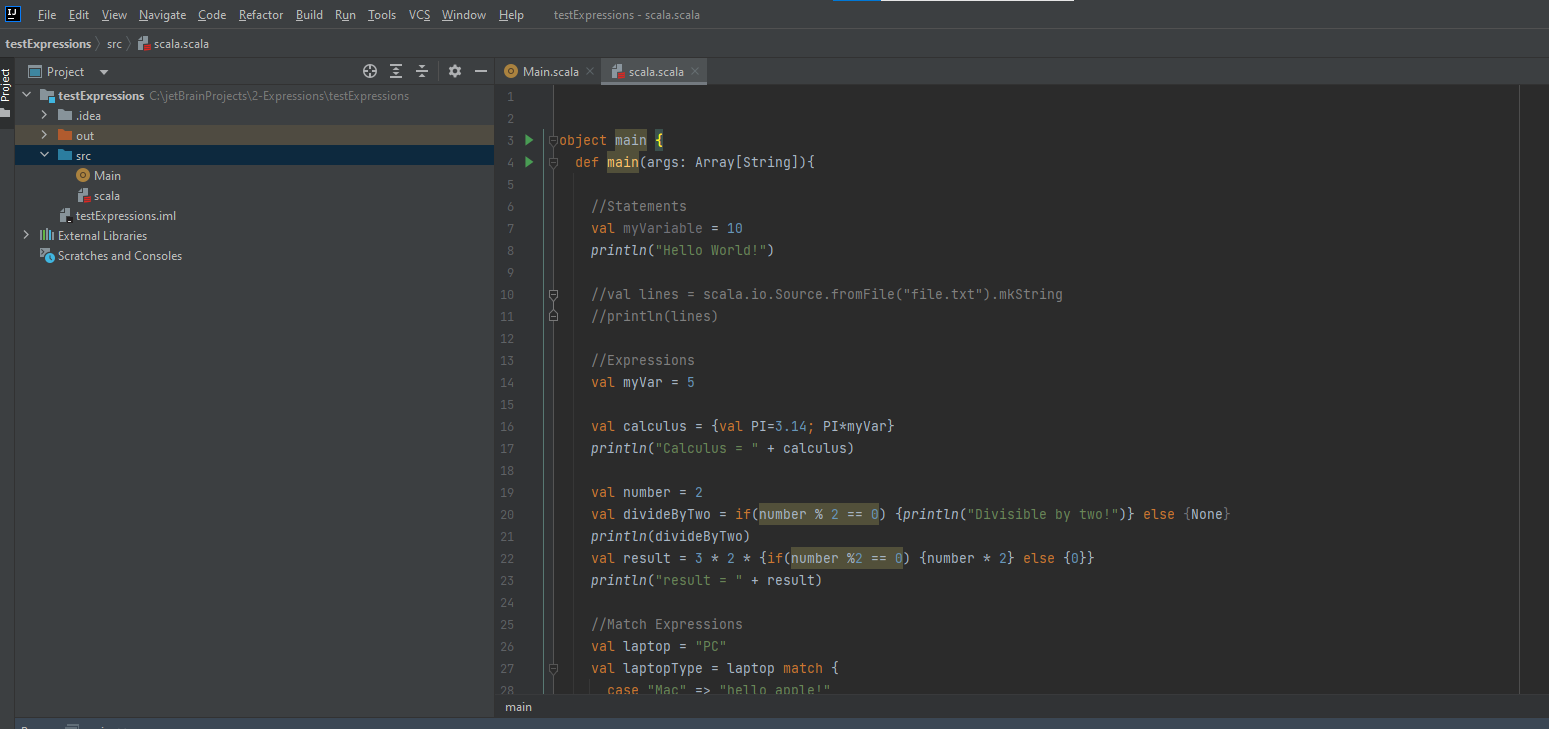 IJ File Edit View Navigate Code Refactor Build Run Tools VCS Window Help testExpressions - scala.scala
testExpressions src scala.scala
Project
Project
Main.scala scala.scala
testExpressions C:\jetBrainProjects\2-Expressions\testExpressions
.idea
out
src
Main
scala
testExpressions.iml
External Libraries
Scratches and Consoles
1
2
3 object main {
4 def main(args: Array[String]){
5
6 //Statements
7 val myVariable = 10
8 println("Hello World!")
9
10 //val lines = scala.io.Source.fromFile("file.txt").mkString
11 //println(lines)
12
13 //Expressions
14 val myVar = 5
15
16 val calculus = {val PI=3.14; PI*myVar}
17 println("Calculus = " + calculus)
18
19 val number = 2
20 val divideByTwo = if(number % 2 == 0) {println("Divisible by two!")} else {None}
21 println(divideByTwo)
22 val result = 3 * 2 * {if(number %2 == 0) {number * 2} else {0}}
23 println("result = " + result)
24
25 //Match Expressions
26 val laptop = "PC"
27 val laptopType = laptop match {
28 case "Mac" => "hello apple!"
main